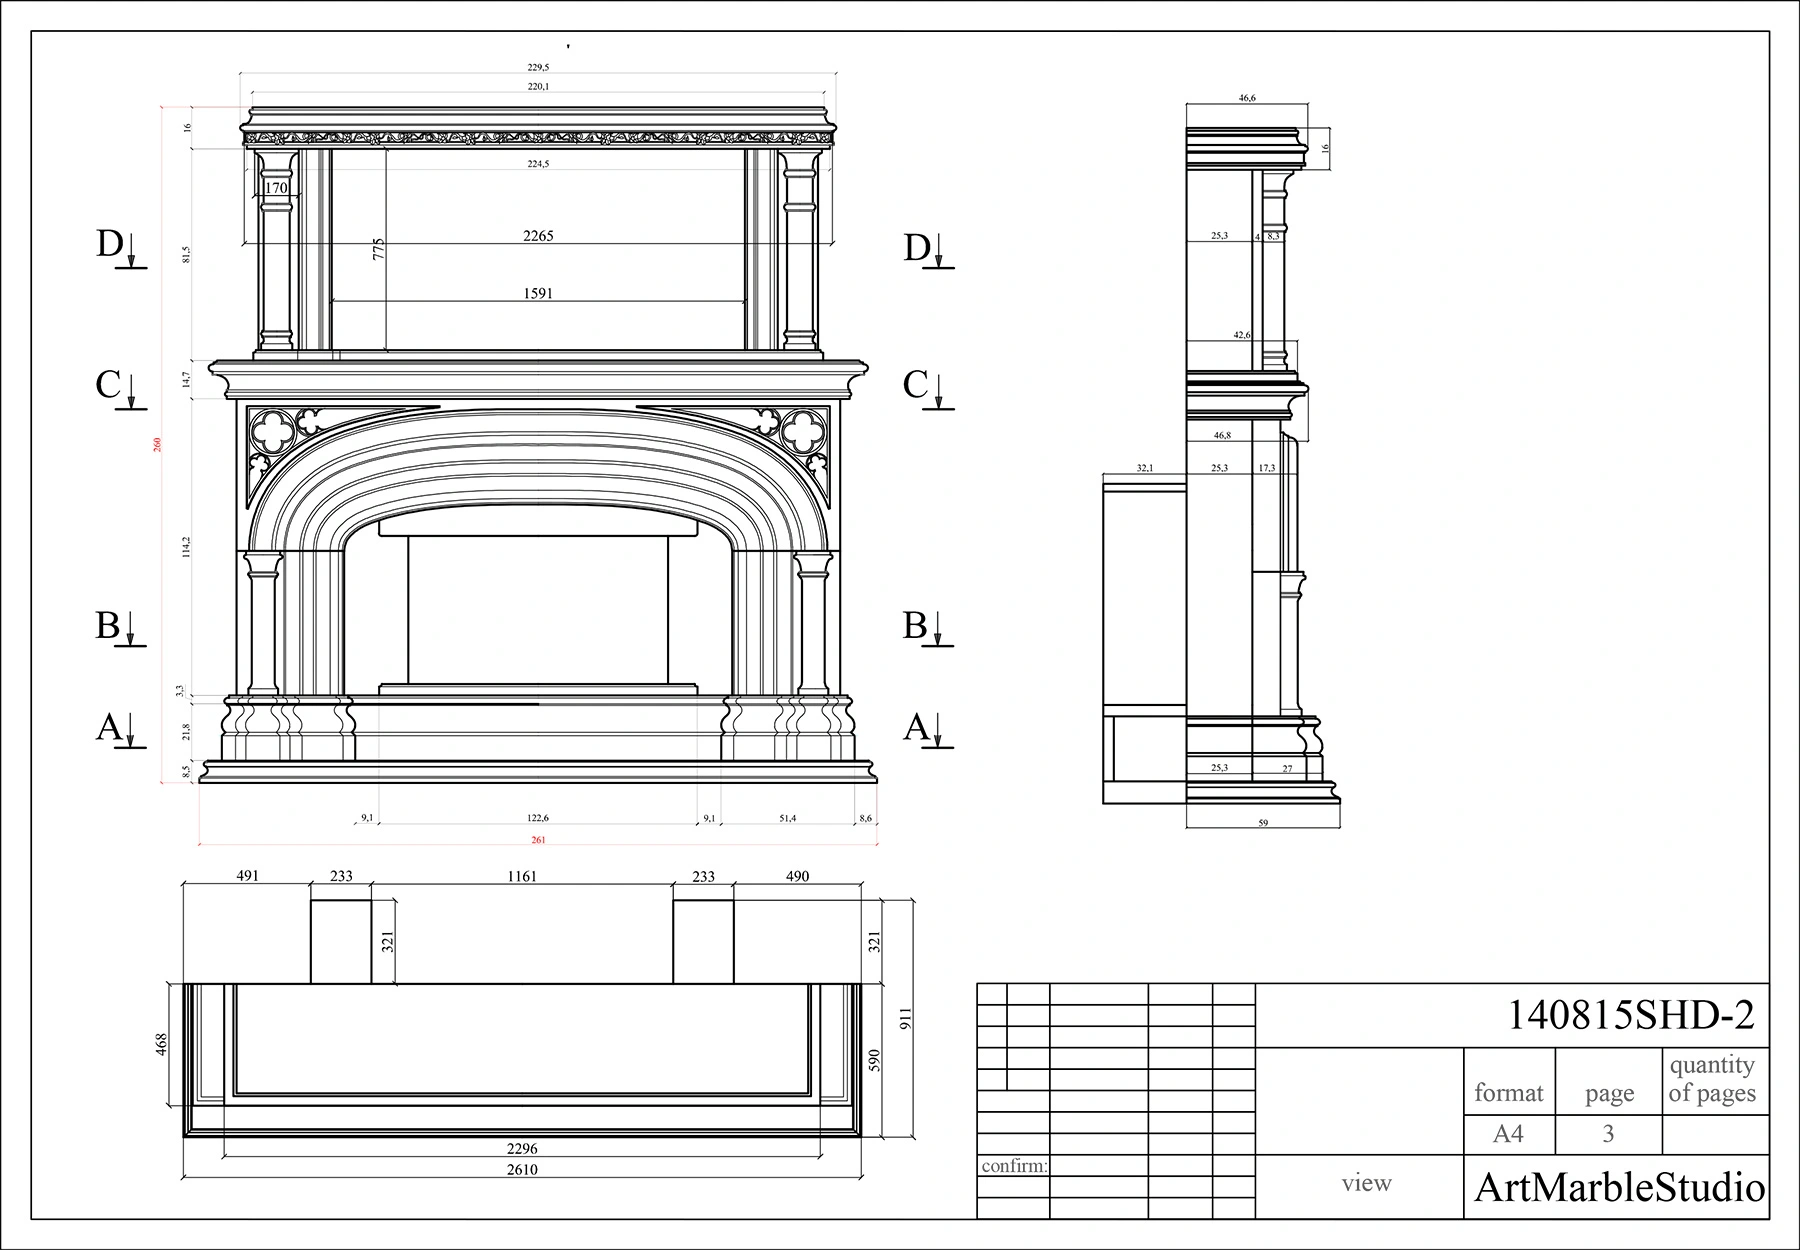 229,5
220,1
16
224,5
170
2265
775
1591
81,5
14,7
260
114,2
3,3
21,8
8,5
D D
C C
B B
A A
9,1 122,6 9,1 51,4 8,6
261
46,6
16
25,3 4 8,3
42,6
46,8
32,1 25,3 17,3
25,3 27
59
491 233 1161 233 490
321 321
468 590 911
2296
2610
140815SHD-2
format page quantity of pages
A4 3
confirm:
view
ArtMarbleStudio